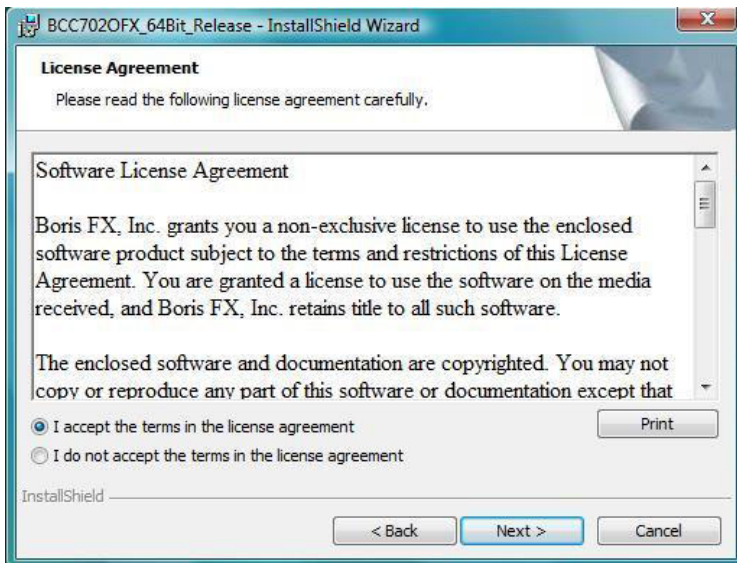 BCC702OFX_64Bit_Release - InstallShield Wizard
License Agreement
Please read the following license agreement carefully.
Software License Agreement
Boris FX, Inc. grants you a non-exclusive license to use the enclosed
software product subject to the terms and restrictions of this License
Agreement. You are granted a license to use the software on the media
received, and Boris FX, Inc. retains title to all such software.
The enclosed software and documentation are copyrighted. You may not
copy or reproduce any part of this software or documentation except that
I accept the terms in the license agreement
Print
I do not accept the terms in the license agreement
InstallShield
< Back
Next >
Cancel